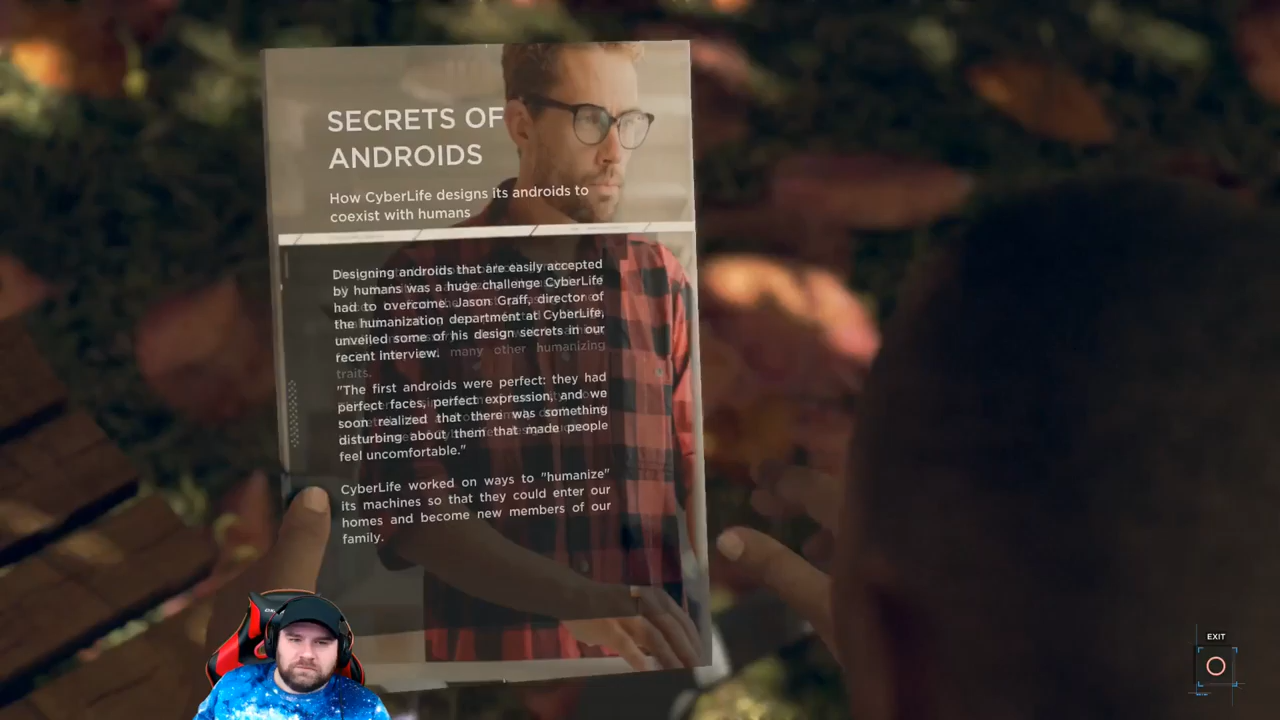 SECRETS OF
ANDROIDS
How CyberLife designs its androids to
coexist with humans
Designing androids that are easily accepted
by humans was a huge challenge CyberLife
had to overcome. Jason Graff, director of
the humanization department at CyberLife,
unveiled some of his design secrets in our
recent interview. many other humanizing
traits.
"The first androids were perfect: they had
perfect faces, perfect expression, and we
soon realized that there was something
disturbing about them that made people
feel uncomfortable."
CyberLife worked on ways to "humanize"
its machines so that they could enter our
homes and become new members of our
family.
EXIT